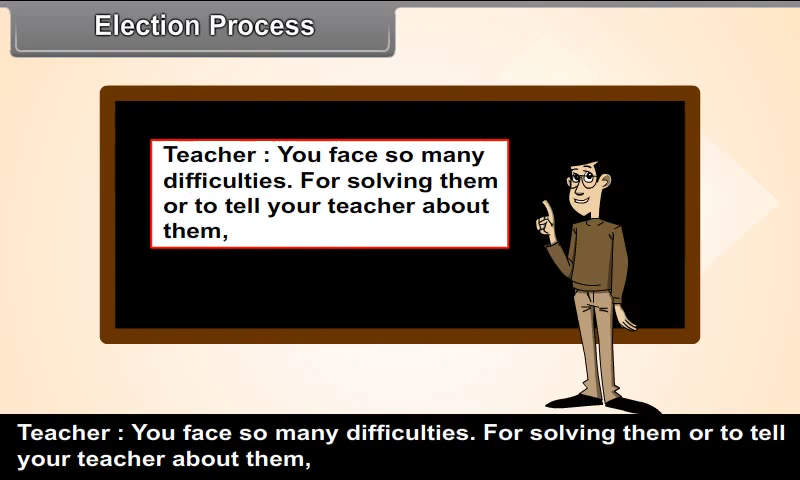 Election Process
Teacher : You face so many
difficulties. For solving them
or to tell your teacher about
them,
Teacher : You face so many difficulties. For solving them or to tell
your teacher about them,